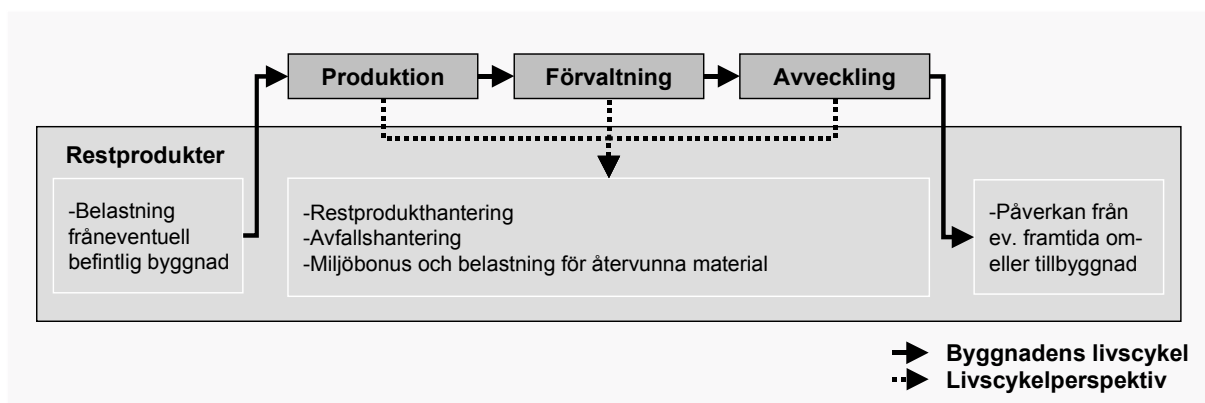 Produktion
Förvaltning
Avveckling
Restprodukter
-Belastning
fråneventuell
befintlig byggnad
-Restprodukthantering
-Avfallshantering
-Miljöbonus och belastning för återvunna material
-Påverkan från
ev. framtida om-
eller tillbyggnad
Byggnadens livscykel
Livscykelperspektiv